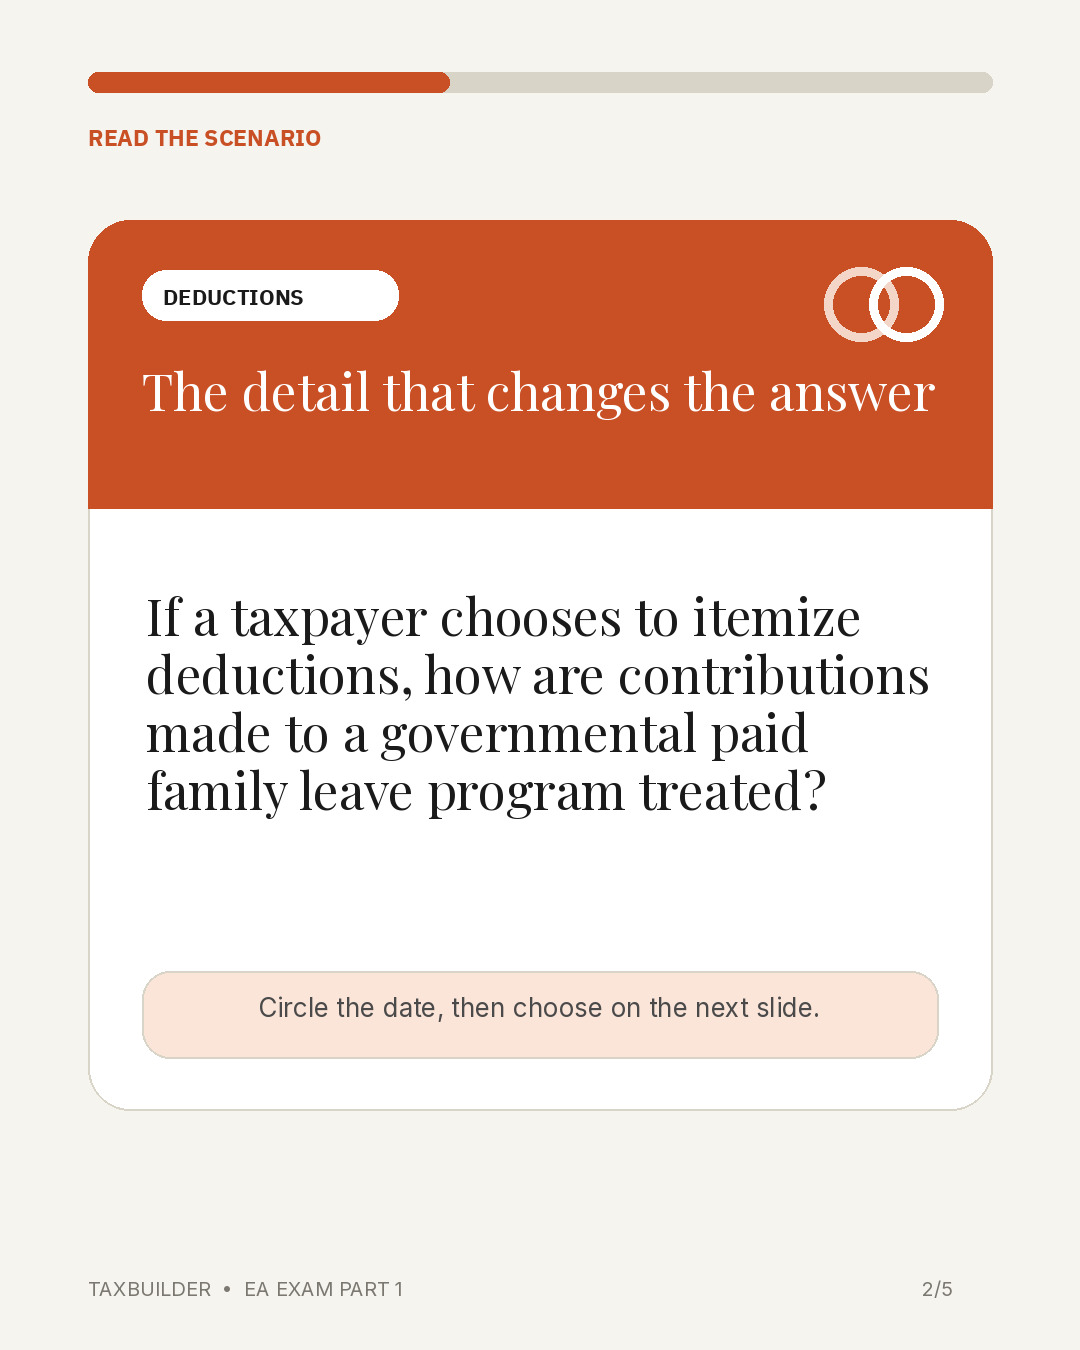 READ THE SCENARIO
DEDUCTIONS
The detail that changes the answer
If a taxpayer chooses to itemize
deductions, how are contributions
made to a governmental paid
family leave program treated?
Circle the date, then choose on the next slide.
TAXBUILDER • EA EXAM PART 1
2/5